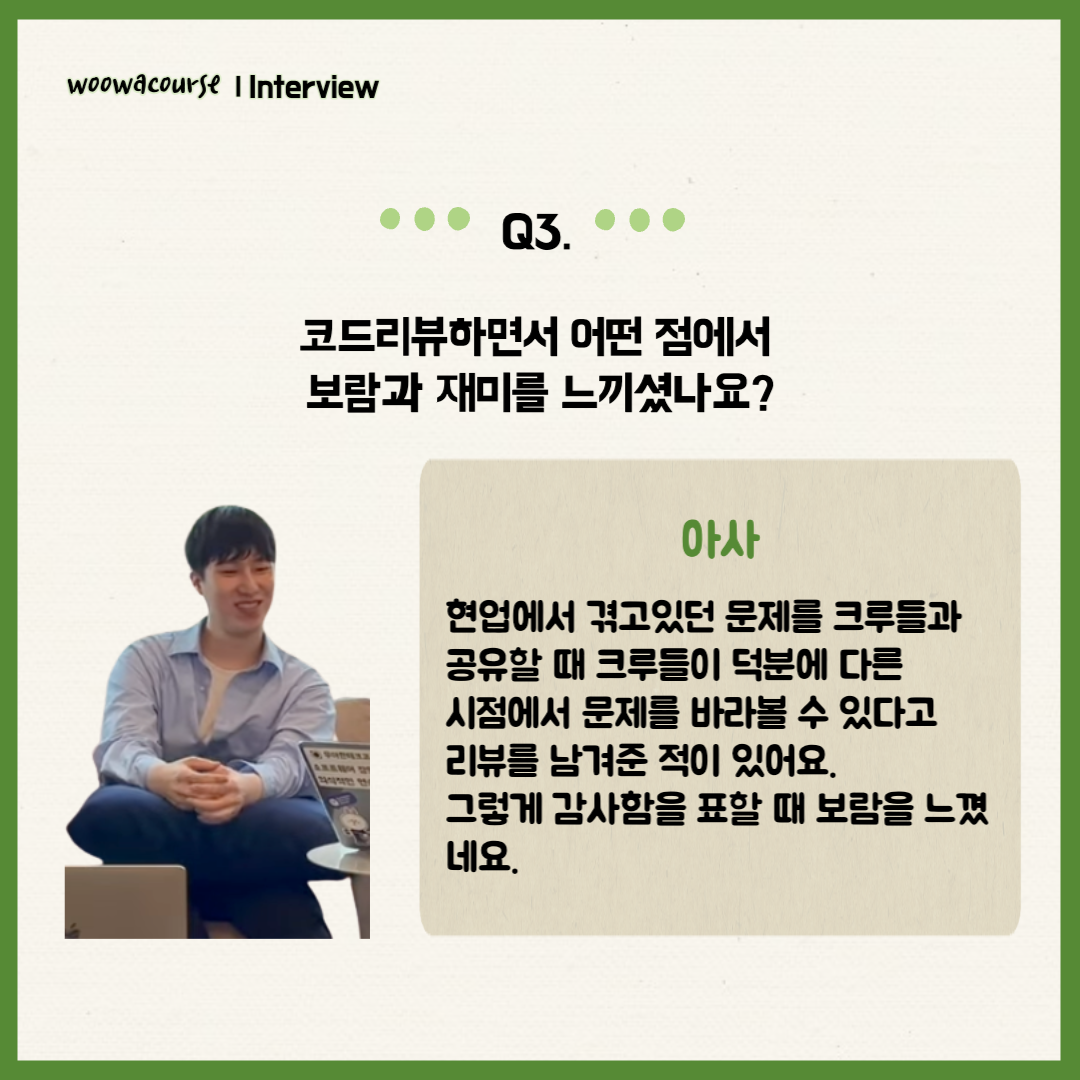 woowacourse | Interview
Q3.
코드리뷰하면서 어떤 점에서
보람과 재미를 느끼셨나요?
아사
현업에서 겪고있던 문제를 크루들과
공유할 때 크루들이 덕분에 다른
시점에서 문제를 바라볼 수 있다고
리뷰를 남겨준 적이 있어요.
그렇게 감사함을 표할 때 보람을 느꼈
네요.